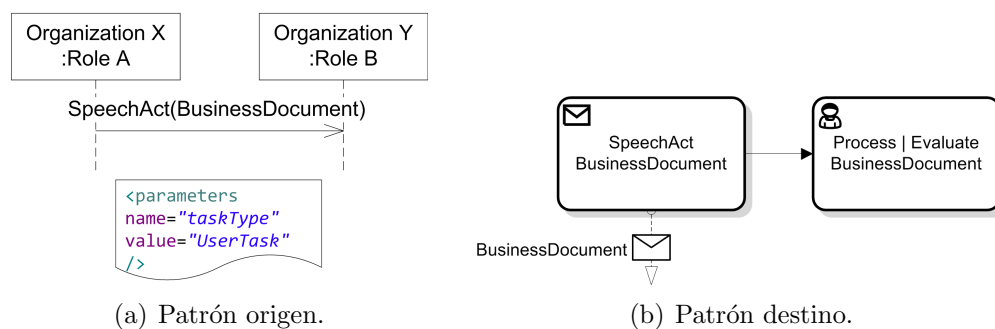 Organization X
:Role A
Organization Y
:Role B
SpeechAct(BusinessDocument)
<parameters
name="taskType"
value="UserTask"
/>
(a) Patrón origen.
SpeechAct
BusinessDocument
Process | Evaluate
BusinessDocument
BusinessDocument
(b) Patrón destino.